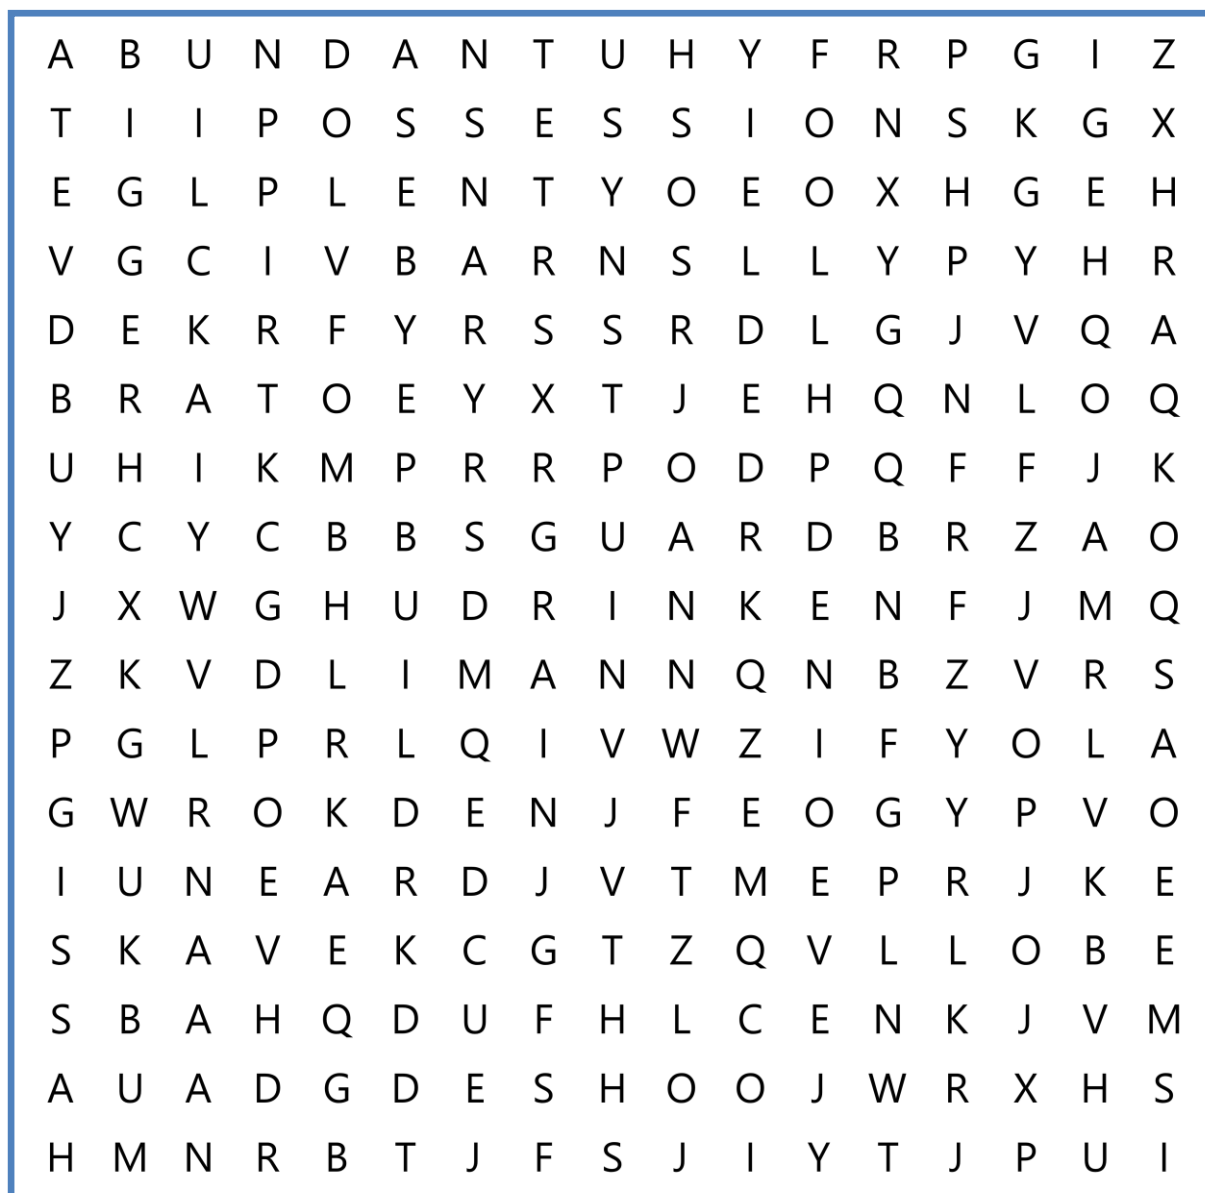 A B U N D A N T U H Y F R P G I Z
T I I P O S S E S S I O N S K G X
E G L P L E N T Y O E O X H G E H
V G C I V B A R N S L L Y P Y H R
D E K R F Y R S S R D L G J V Q A
B R A T O E Y X T J E H Q N L O Q
U H I K M P R R P O D P Q F F J K
Y C Y C B B S G U A R D B R Z A O
J X W G H U D R I N K E N F J M Q
Z K V D L I M A N N Q N B Z V R S
P G L P R L Q I V W Z I F Y O L A
G W R O K D E N J F E O G Y P V O
I U N E A R D J V T M E P R J K E
S K A V E K C G T Z Q V L L O B E
S B A H Q D U F H L C E N K J V M
A U A D G D E S H O O J W R X H S
H M N R B T J F S J I Y T J P U I